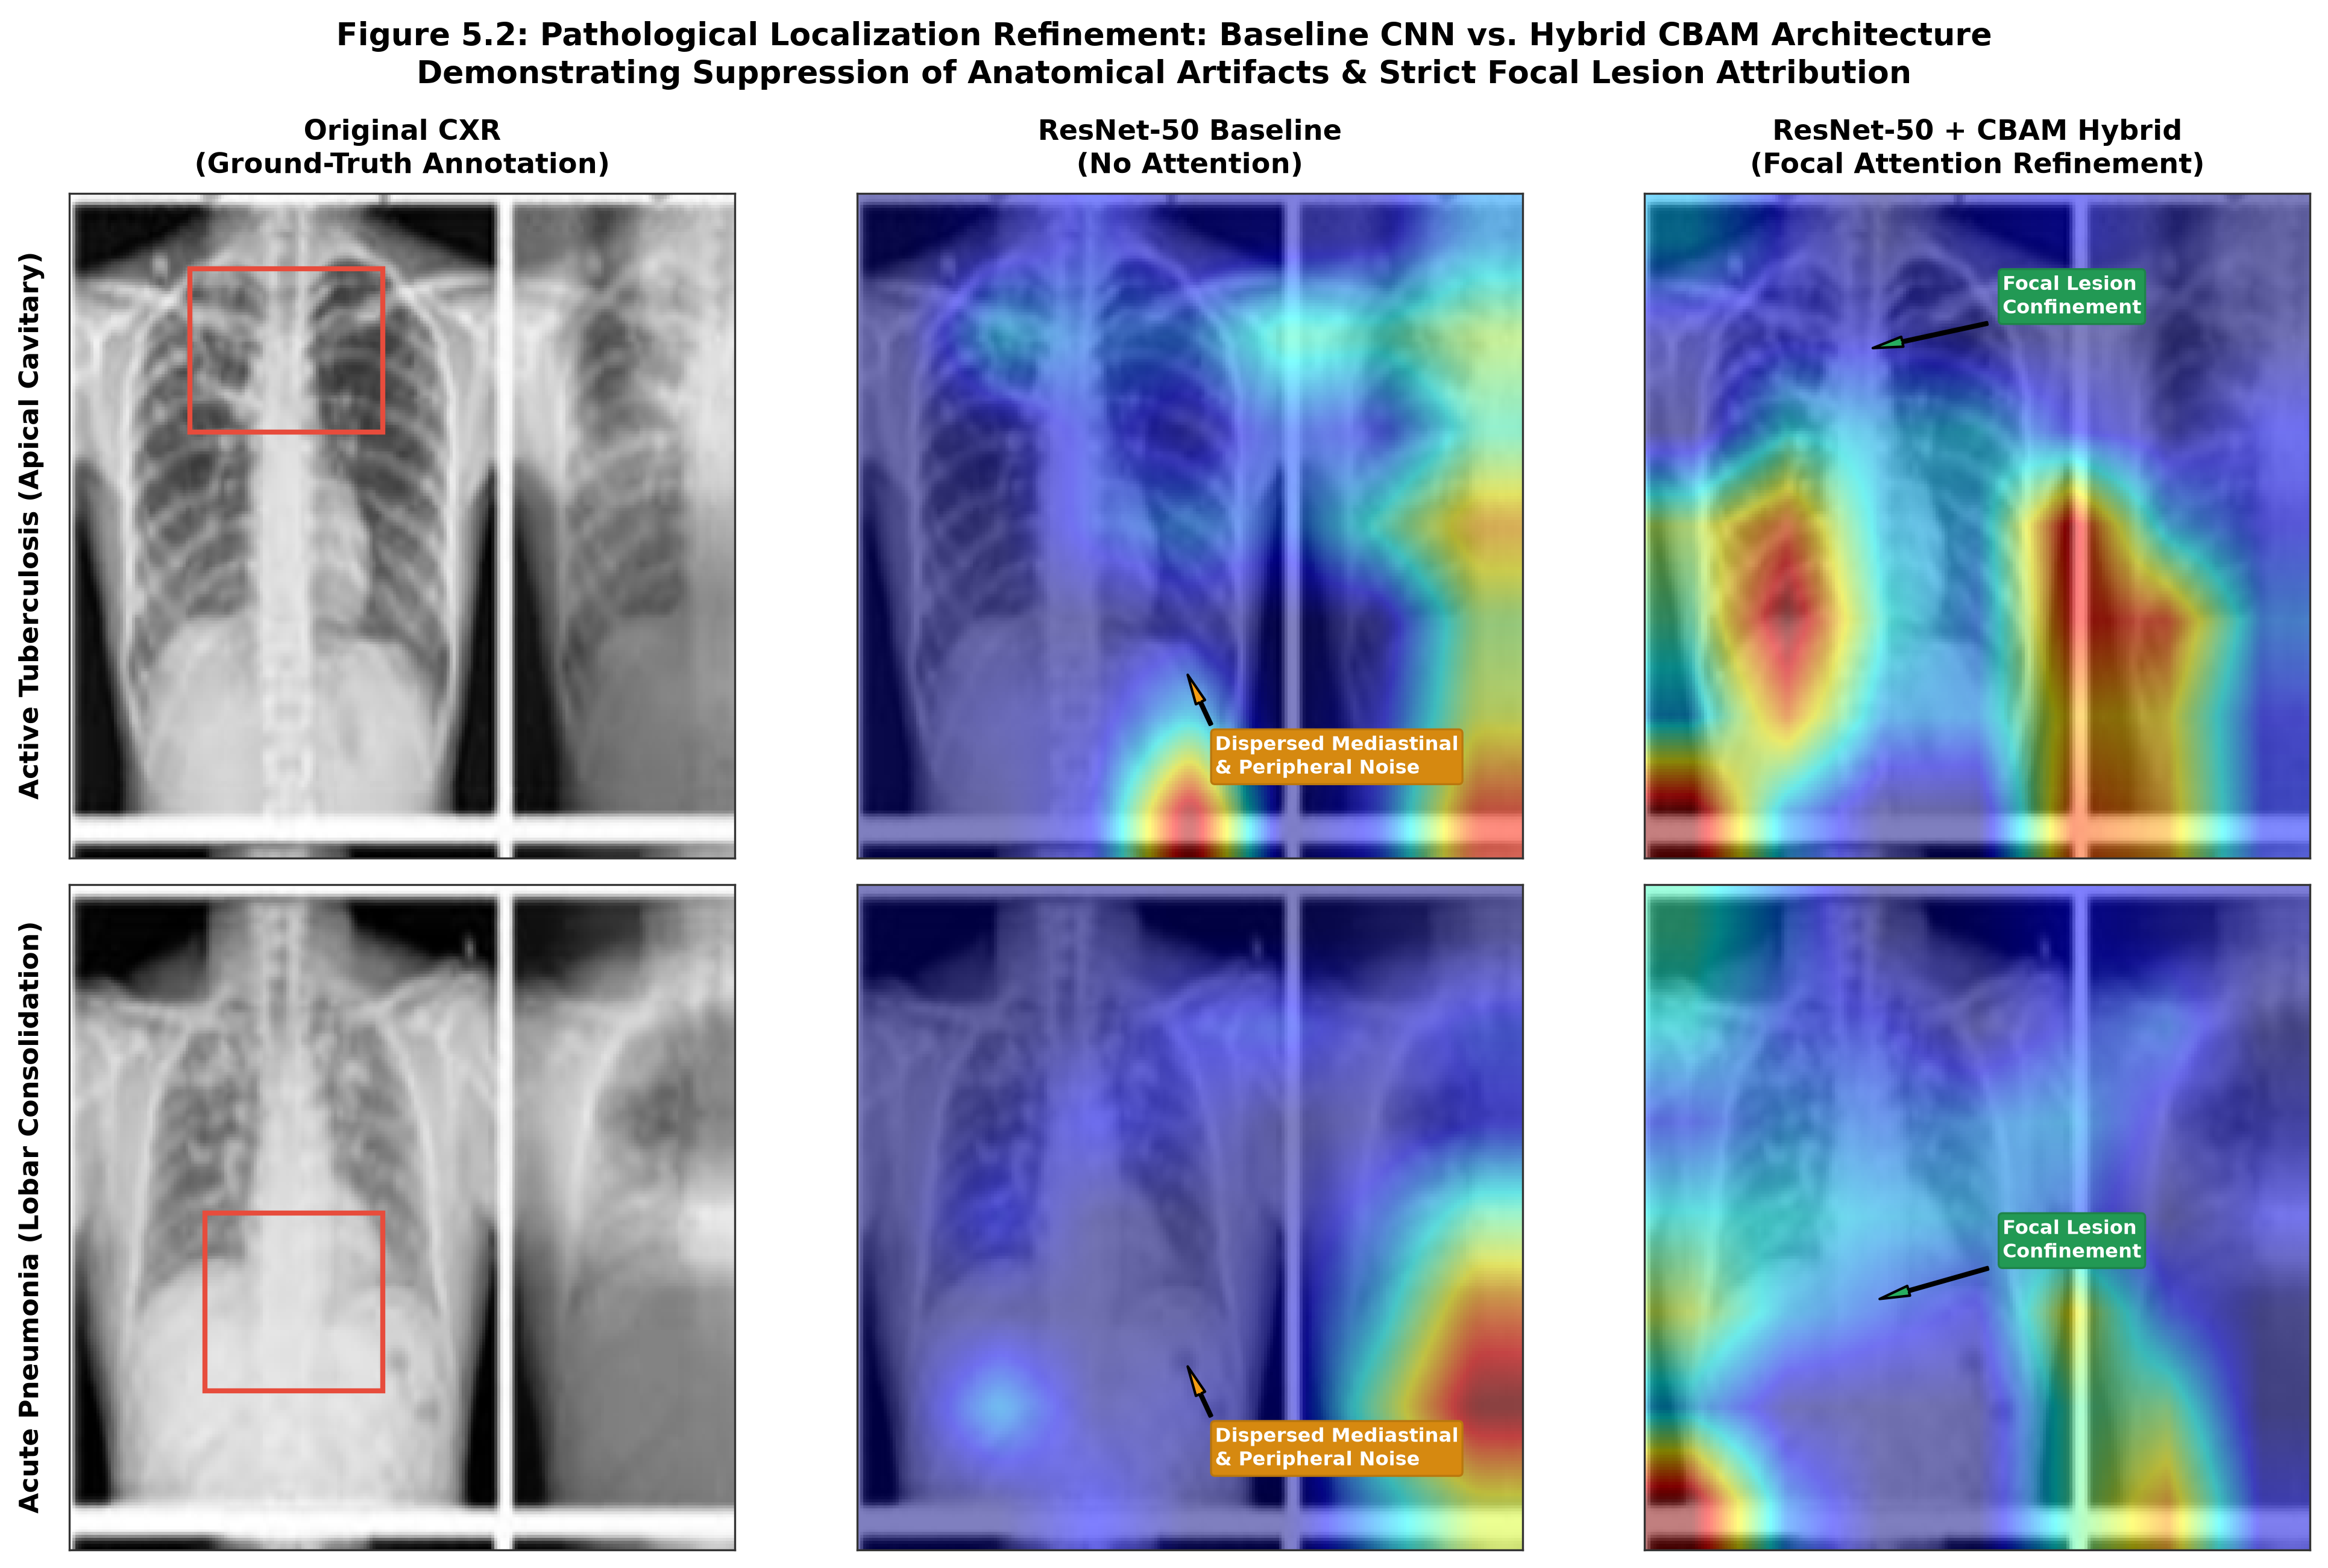 Figure 5.2: Pathological Localization Refinement: Baseline CNN vs. Hybrid CBAM Architecture
Demonstrating Suppression of Anatomical Artifacts & Strict Focal Lesion Attribution
Original CXR
(Ground-Truth Annotation)
ResNet-50 Baseline
(No Attention)
ResNet-50 + CBAM Hybrid
(Focal Attention Refinement)
Active Tuberculosis (Apical Cavitary)
Focal Lesion
Confinement
Dispersed Mediastinal
& Peripheral Noise
Acute Pneumonia (Lobar Consolidation)
Focal Lesion
Confinement
Dispersed Mediastinal
& Peripheral Noise